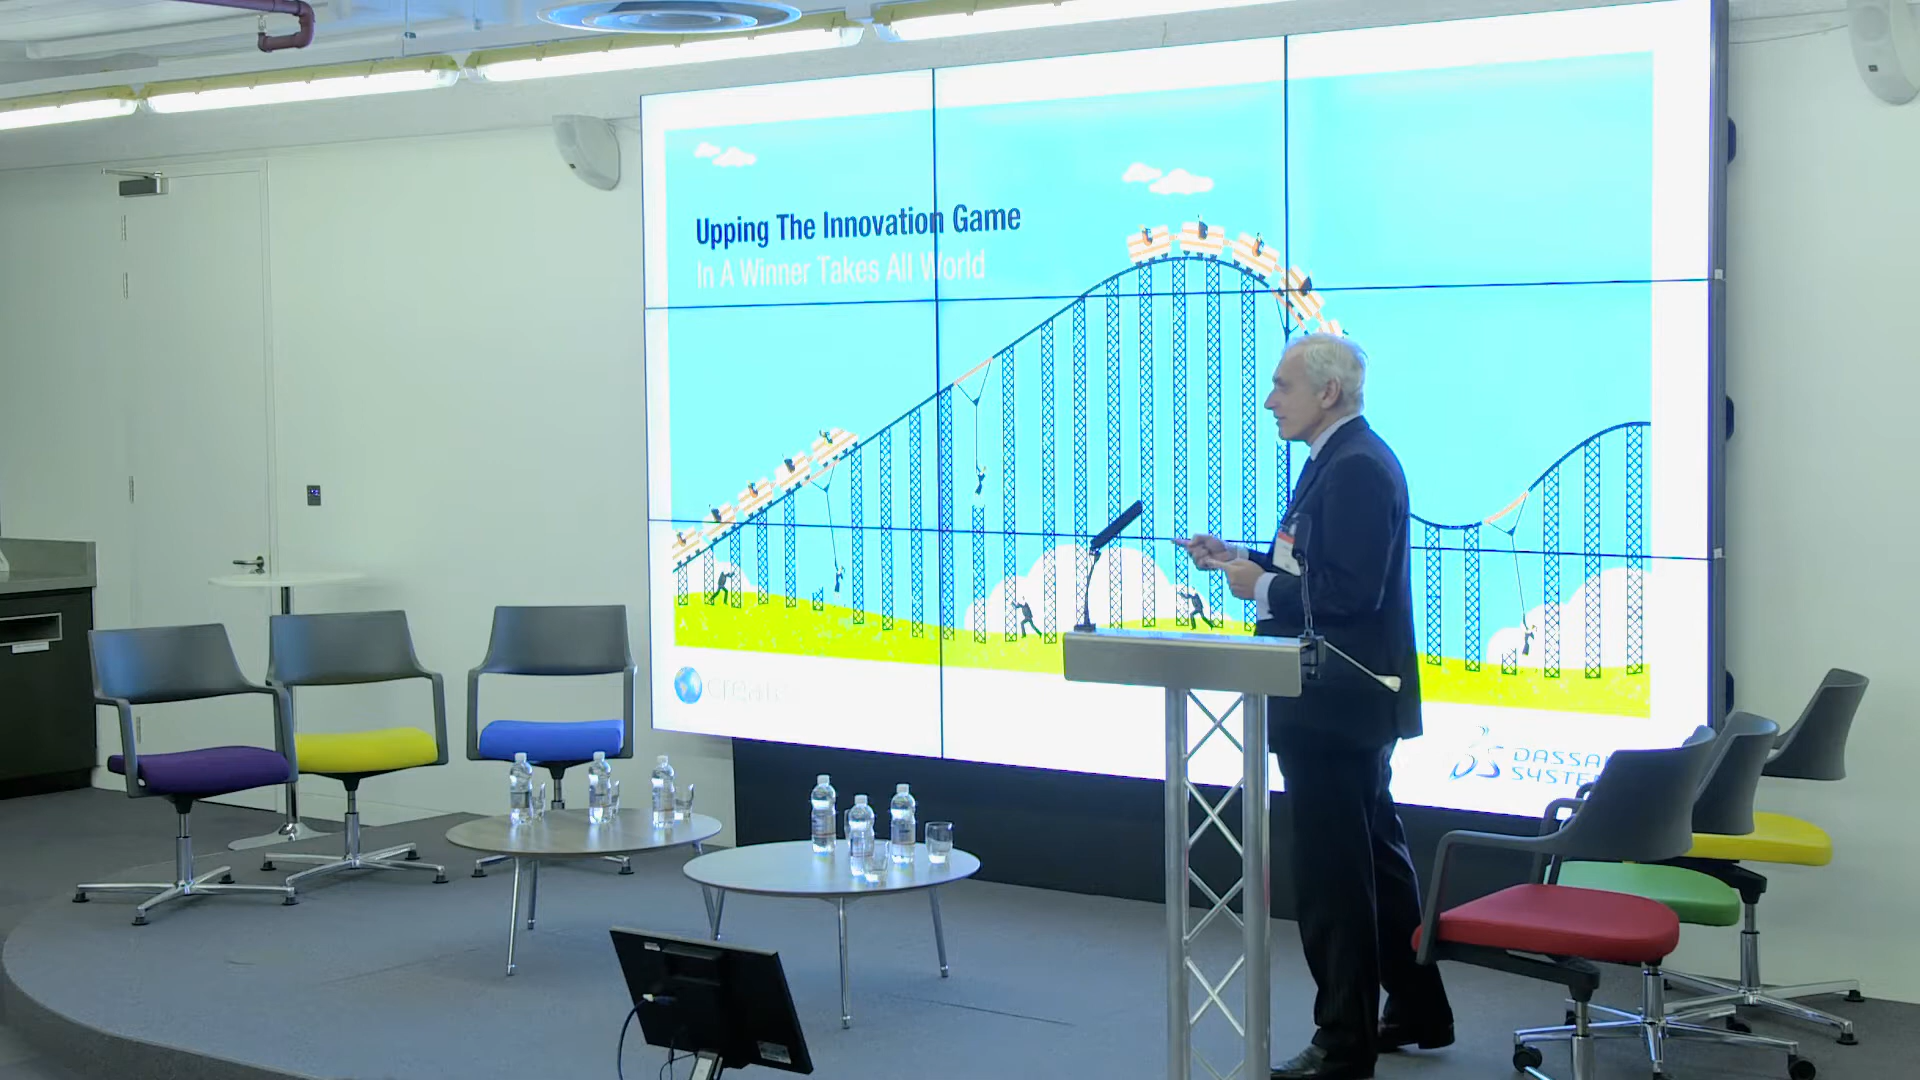 Upping The Innovation Game
In A Winner Takes All World
create
DASSA
SYSTE